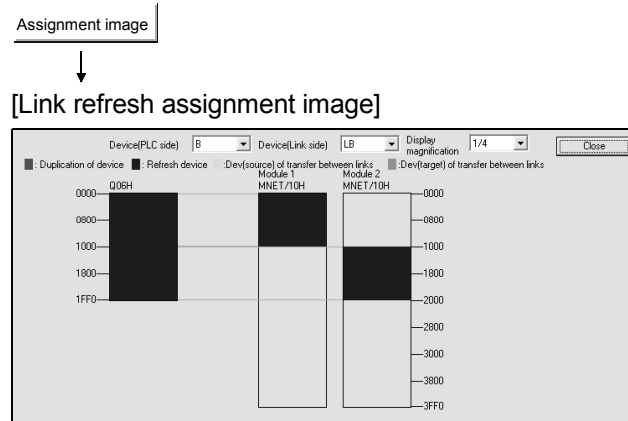 Assignment image
[Link refresh assignment image]
Device(PLC side) B Device(Link side) LB Display magnification 1/4 Close
: Duplication of device : Refresh device :Dev(source) of transfer between links :Dev(target) of transfer between links
Q06H Module 1 Module 2
MNET/10H MNET/10H
0000 0000
0800 0800
1000 1000
1800 1800
1FF0 2000
2800
3000
3800
3FF0